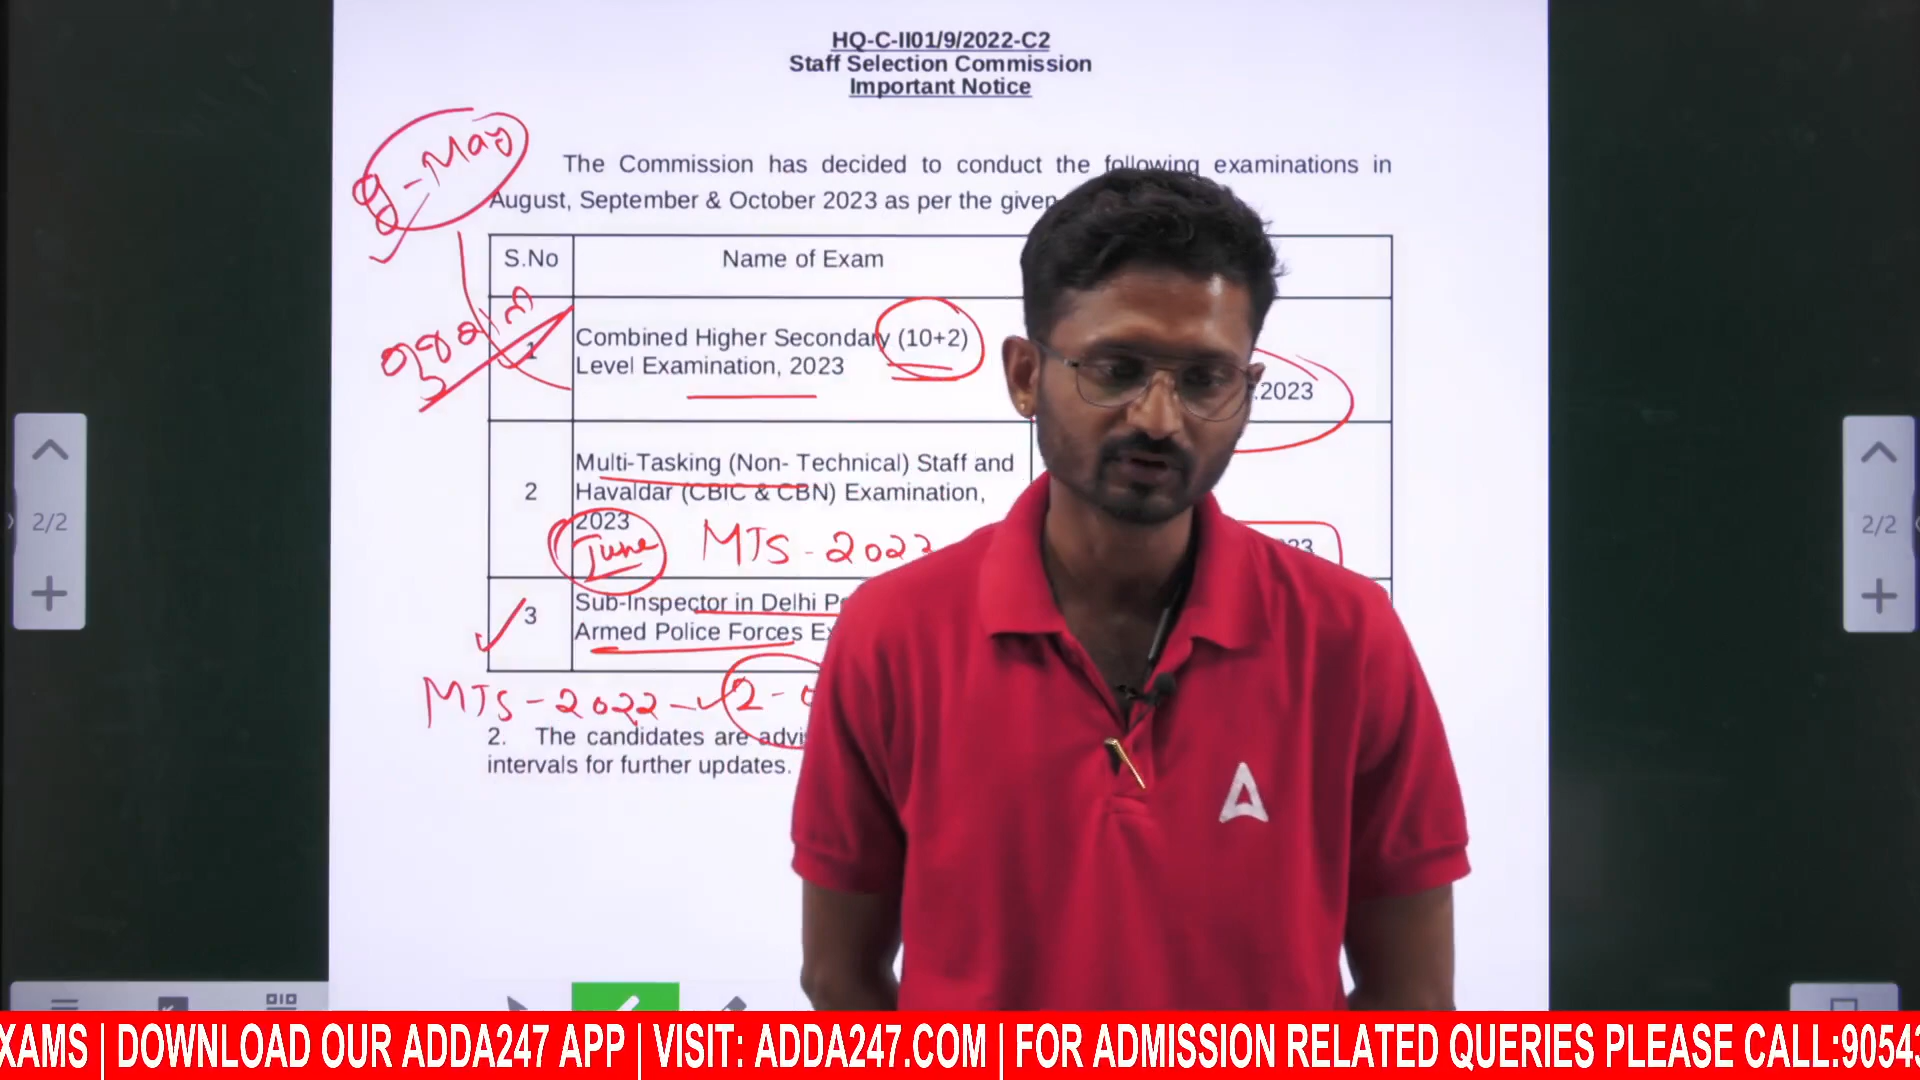 HQ-C-II01/9/2022-C2
Staff Selection Commission
Important Notice
9-May
The Commission has decided to conduct the following examinations in
August, September & October 2023 as per the given
S.No
Name of Exam
1
Combined Higher Secondary (10+2)
Level Examination, 2023
.2023
2
Multi-Tasking (Non- Technical) Staff and
Havaldar (CBIC & CBN) Examination,
2023
June
MTS-2023
3
Sub-Inspector in Delhi
Armed Police Forces
MTS-2022
2.    The candidates are
intervals for further updates.
2/2
2/2
XAMS | DOWNLOAD OUR ADDA247 APP | VISIT: ADDA247.COM | FOR ADMISSION RELATED QUERIES PLEASE CALL:9054